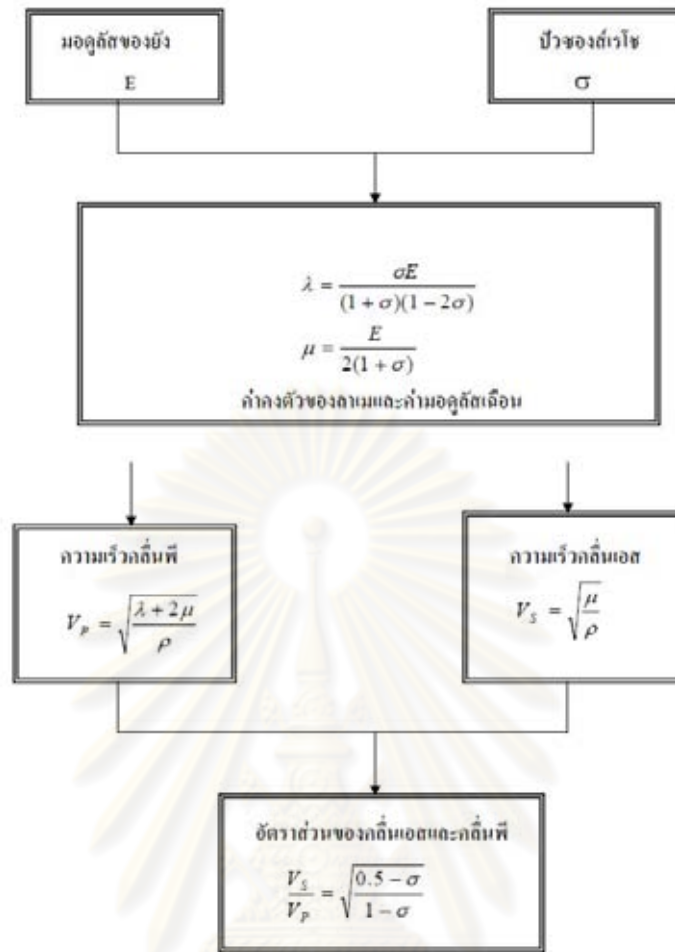 มอดูลัสของยัง
E
ปัวซองส์เรโช
σ
λ = σE / (1 + σ)(1 − 2σ)
μ = E / 2(1 + σ)
ค่าคงตัวของลาเมและค่ามอดูลัสเฉือน
ความเร็วคลื่นพี
V_P = √((λ + 2μ) / ρ)
ความเร็วคลื่นเอส
V_S = √(μ / ρ)
อัตราส่วนของคลื่นเอสและคลื่นพี
V_S / V_P = √((0.5 − σ) / (1 − σ))